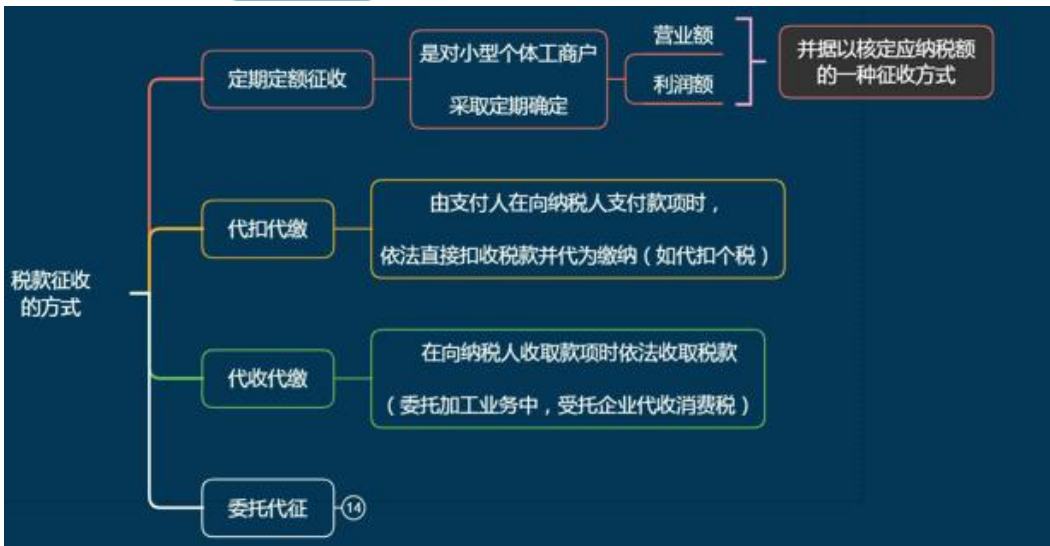 税款征收
的方式
定期定额征收
是对小型个体工商户
采取定期确定
营业额
利润额
并据以核定应纳税额
的一种征收方式
代扣代缴
由支付人在向纳税人支付款项时，
依法直接扣收税款并代为缴纳（如代扣个税）
代收代缴
在向纳税人收取款项时依法收取税款
（委托加工业务中，受托企业代收消费税）
委托代征
14